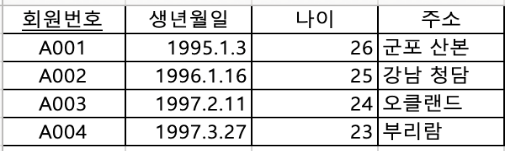 회원번호 생년월일 나이 주소
A001 1995.1.3 26 군포 산본
A002 1996.1.16 25 강남 청담
A003 1997.2.11 24 오클랜드
A004 1997.3.27 23 부리람